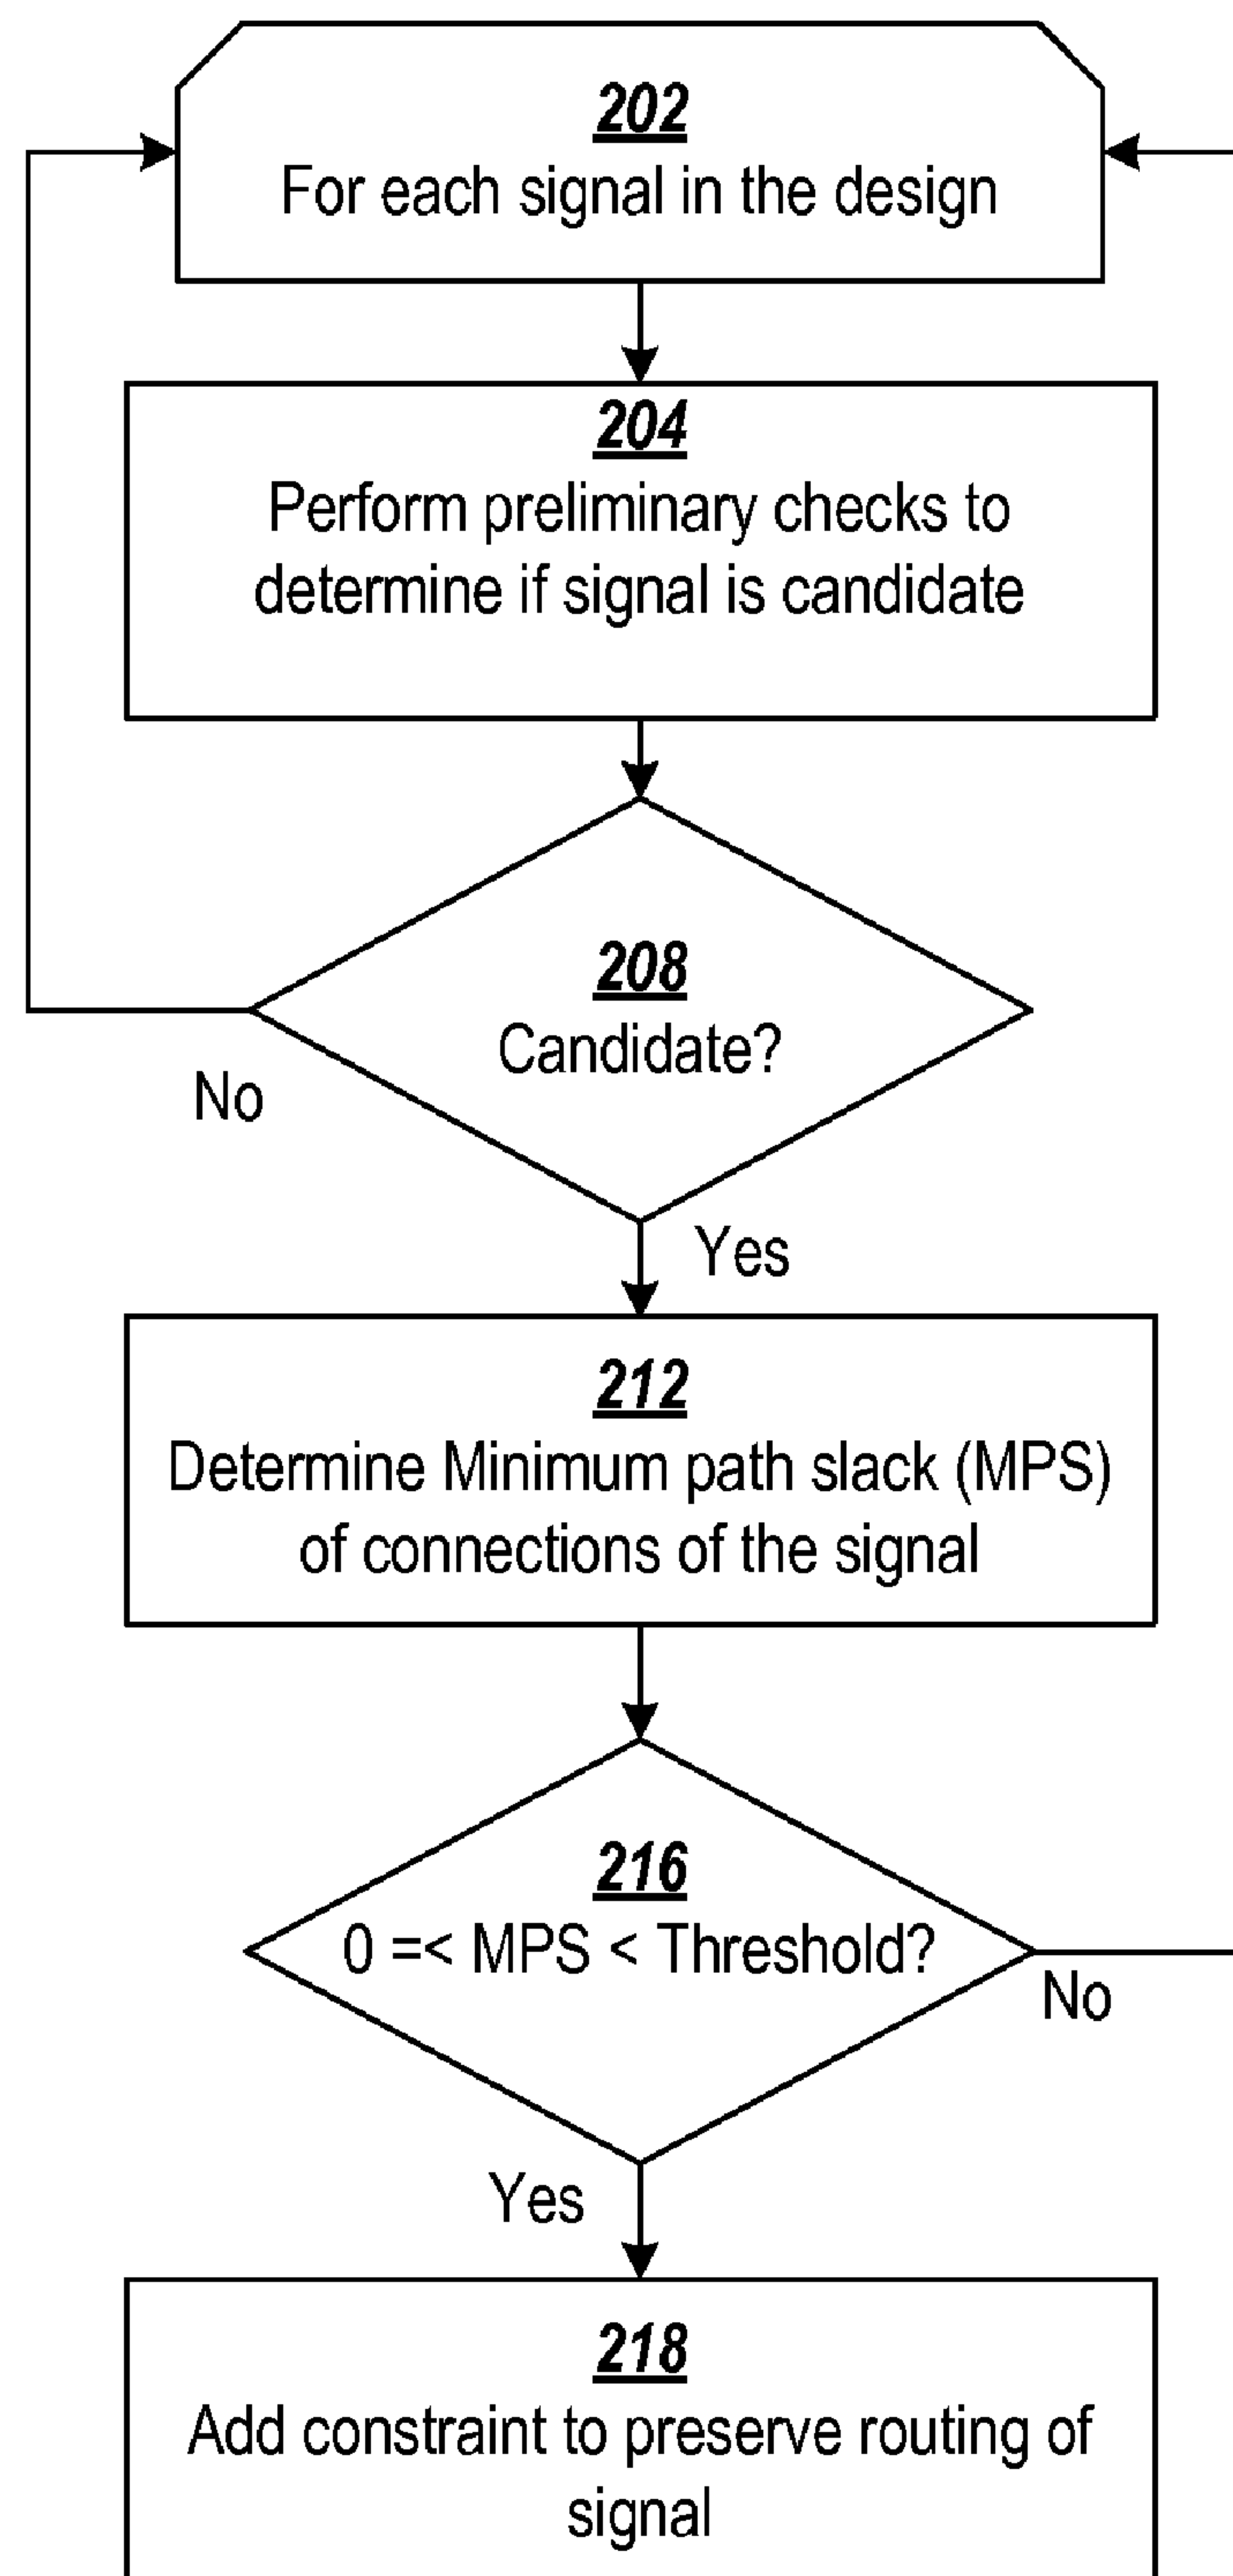 202
For each signal in the design
204
Perform preliminary checks to
determine if signal is candidate
208
Candidate?
No
Yes
212
Determine Minimum path slack (MPS)
of connections of the signal
216
0 =< MPS < Threshold?
No
Yes
218
Add constraint to preserve routing of
signal